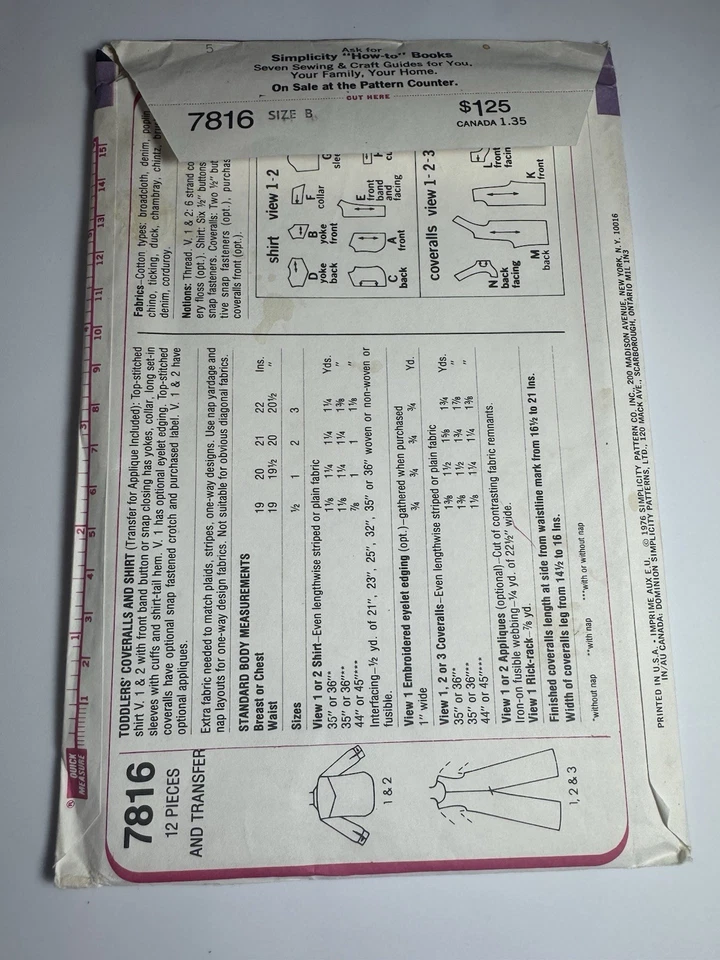 5
Ask for
Simplicity "How-to" Books
Seven Sewing & Craft Guides for You,
Your Family, Your Home.
On Sale at the Pattern Counter.
CUT HERE
7816 SIZE B
$125
CANADA 1.35
QUICK MEASURE
®
1 2 3 4 5 6 7 8 9 10 11 12 13 14 15
1 2 3
7816
12 PIECES
AND TRANSFER
1 & 2
1, 2 & 3
TODDLERS' COVERALLS AND SHIRT (Transfer for Applique Included): Top-stitched
shirt V. 1 & 2 with front band button or snap closing has yokes, collar, long set-in
sleeves with cuffs and shirt-tail hem. V. 1 has optional eyelet edging. Top-stitched
coveralls have optional snap fastened crotch and purchased label. V. 1 & 2 have
optional appliques.
Extra fabric needed to match plaids, stripes, one-way designs. Use nap yardage and
nap layouts for one-way design fabrics. Not suitable for obvious diagonal fabrics.
STANDARD BODY MEASUREMENTS
Breast or Chest 19 20 21 22 Ins.
Waist 19 19½ 20 20½ "
Sizes ½ 1 2 3
View 1 or 2 Shirt—Even lengthwise striped or plain fabric
35" or 36"* 1⅛ 1¼ 1¼ 1¼ Yds.
35" or 36"** 1⅛ 1¼ 1¼ 1⅜ "
44" or 45"*** ⅞ 1 1 1⅛ "
Interfacing—½ yd. of 21", 23", 25", 32", 35" or 36" woven or non-woven or
fusible.
View 1 Embroidered eyelet edging (opt.)—gathered when purchased
1" wide ¾ ¾ ¾ ¾ Yd.
View 1, 2 or 3 Coveralls—Even lengthwise striped or plain fabric
35" or 36"* 1⅜ 1½ 1⅝ 1¾ Yds.
35" or 36"** 1⅜ 1½ 1¾ 1⅞ "
44" or 45"*** 1⅛ 1¼ 1¼ 1⅜ "
View 1 or 2 Appliques (optional)—Cut of contrasting fabric remnants.
Iron-on fusible webbing—¼ yd. of 22½" wide.
View 1 Rick-rack—⅞ yd.
Finished coveralls length at side from waistline mark from 16½ to 21 Ins.
Width of coveralls leg from 14½ to 16 Ins.
*without nap **with nap ***with or without nap
Fabrics—Cotton types: broadcloth, denim, poplin
chino, ticking, duck, chambray, chintz,
denim, corduroy.
Notions: Thread. V. 1 & 2: 6 strand
ery floss (opt.). Shirt: Six ½" buttons
snap fasteners. Coveralls: Two ½"
tive snap fasteners (opt.),
coveralls front (opt.).
shirt view 1-2
D
yoke
back
B
yoke
front
F
collar
G
C
back
A
front
E
front
band
and
facing
coveralls view 1-2-3
N
back
facing
L
front
M
back
K
front
PRINTED IN U.S.A. • IMPRIME AUX E.U. © 1976 SIMPLICITY PATTERN CO. INC., 200 MADISON AVENUE, NEW YORK, N.Y. 10016
IN/AU CANADA: DOMINION SIMPLICITY PATTERNS, LTD., 120 MACK AVE., SCARBOROUGH, ONTARIO M1L 1N3